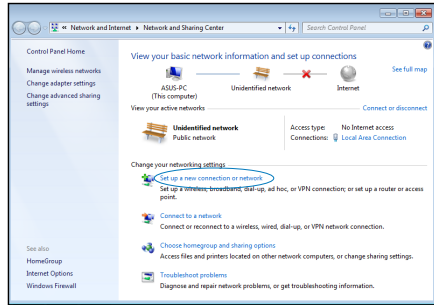 « Network and Internet ▸ Network and Sharing Center
Search Control Panel
Control Panel Home
Manage wireless networks
Change adapter settings
Change advanced sharing
settings
See also
HomeGroup
Internet Options
Windows Firewall
View your basic network information and set up connections
See full map
ASUS-PC
(This computer)
Unidentified network
Internet
View your active networks
Connect or disconnect
Unidentified network
Public network
Access type: No Internet access
Connections: Local Area Connection
Change your networking settings
Set up a new connection or network
Set up a wireless, broadband, dial-up, ad hoc, or VPN connection; or set up a router or access
point.
Connect to a network
Connect or reconnect to a wireless, wired, dial-up, or VPN network connection.
Choose homegroup and sharing options
Access files and printers located on other network computers, or change sharing settings.
Troubleshoot problems
Diagnose and repair network problems, or get troubleshooting information.